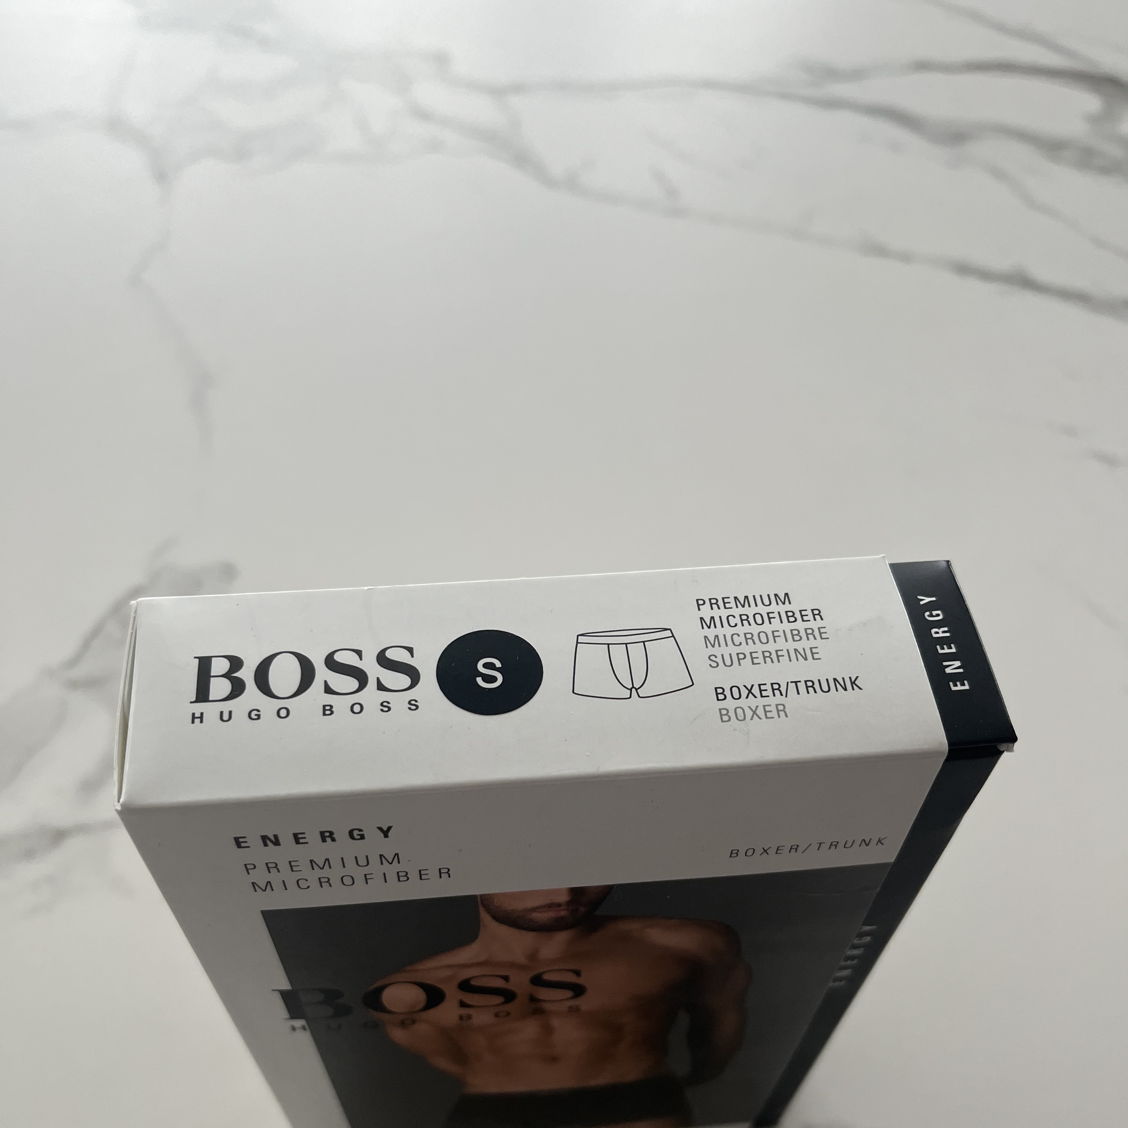 BOSS
HUGO BOSS
S
PREMIUM
MICROFIBER
MICROFIBRE
SUPERFINE
BOXER/TRUNK
BOXER
ENERGY
ENERGY
PREMIUM
MICROFIBER
BOXER/TRUNK
BOSS
HUGO BOSS
ENERGY